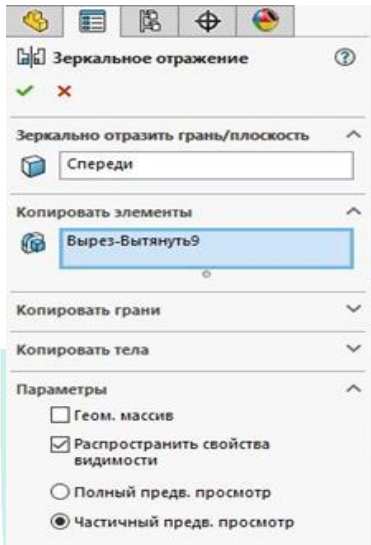 Зеркальное отражение
Зеркально отразить грань/плоскость
Спереди
Копировать элементы
Вырез-Вытянуть9
Копировать грани
Копировать тела
Параметры
Геом. массив
Распространить свойства
видимости
Полный предв. просмотр
Частичный предв. просмотр